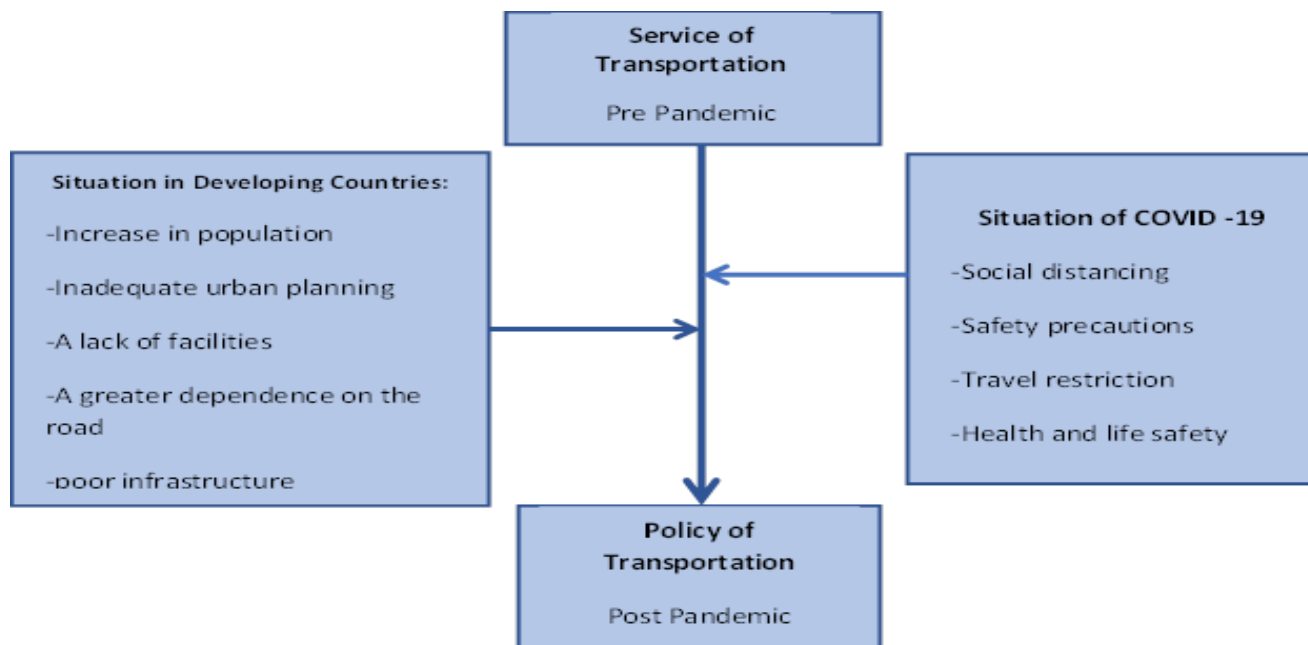 Service of
Transportation
Pre Pandemic
Situation in Developing Countries:
-Increase in population
-Inadequate urban planning
-A lack of facilities
-A greater dependence on the
road
-poor infrastructure
Situation of COVID -19
-Social distancing
-Safety precautions
-Travel restriction
-Health and life safety
Policy of
Transportation
Post Pandemic